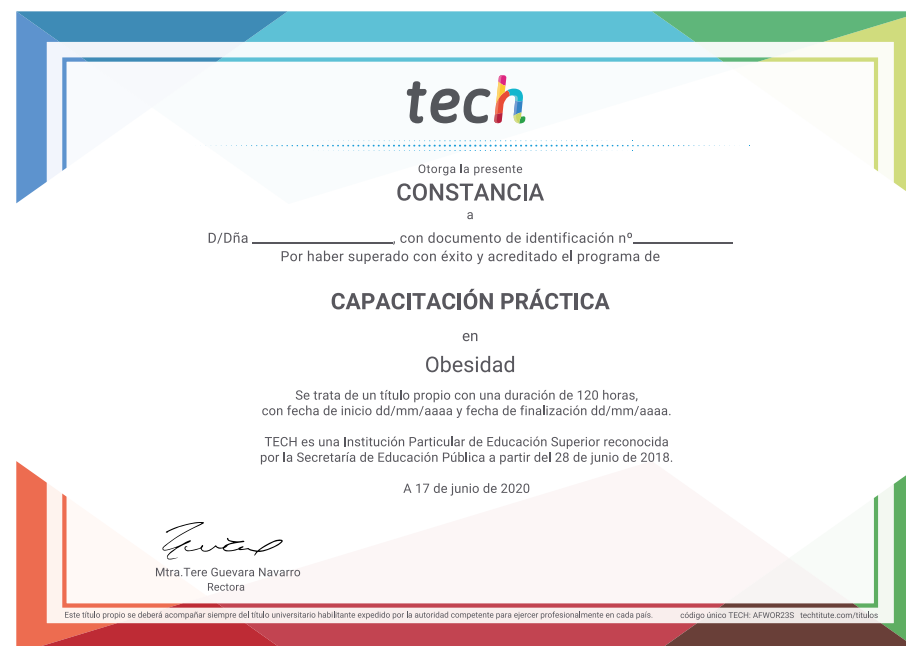 tech
Otorga la presente
CONSTANCIA
a
D/Dña ____________________, con documento de identificación nº______________
Por haber superado con éxito y acreditado el programa de
CAPACITACIÓN PRÁCTICA
en
Obesidad
Se trata de un título propio con una duración de 120 horas,
con fecha de inicio dd/mm/aaaa y fecha de finalización dd/mm/aaaa.
TECH es una Institución Particular de Educación Superior reconocida
por la Secretaría de Educación Pública a partir del 28 de junio de 2018.
A 17 de junio de 2020
Mtra.Tere Guevara Navarro
Rectora
Este título propio se deberá acompañar siempre del título universitario habilitante expedido por la autoridad competente para ejercer profesionalmente en cada país. código único TECH: AFWOR23S techtitute.com/titulos